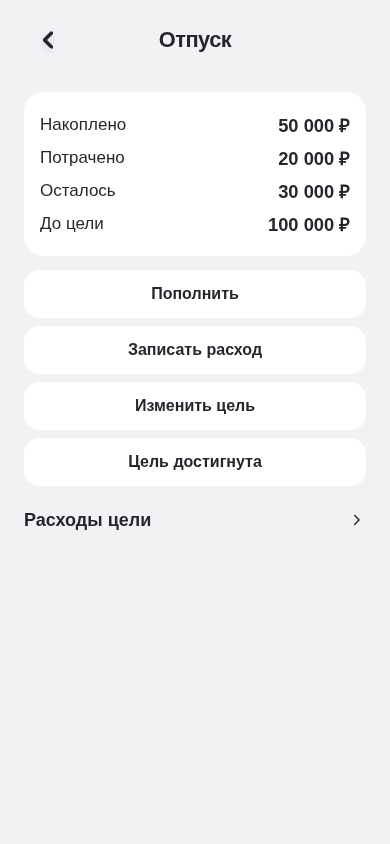 Отпуск
Накоплено 50 000 ₽
Потрачено 20 000 ₽
Осталось 30 000 ₽
До цели 100 000 ₽
Пополнить
Записать расход
Изменить цель
Цель достигнута
Расходы цели